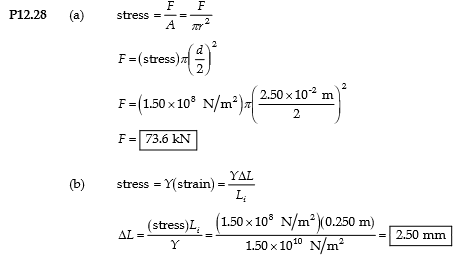 P12.28 (a) stress = F/A = F/πr²
F = (stress)π(d/2)²
F = (1.50 × 10⁸ N/m²)π(2.50 × 10⁻² m/2)²
F = 73.6 kN
(b) stress = Y(strain) = YΔL/Lᵢ
ΔL = (stress)Lᵢ/Y = (1.50 × 10⁸ N/m²)(0.250 m)/1.50 × 10¹⁰ N/m² = 2.50 mm